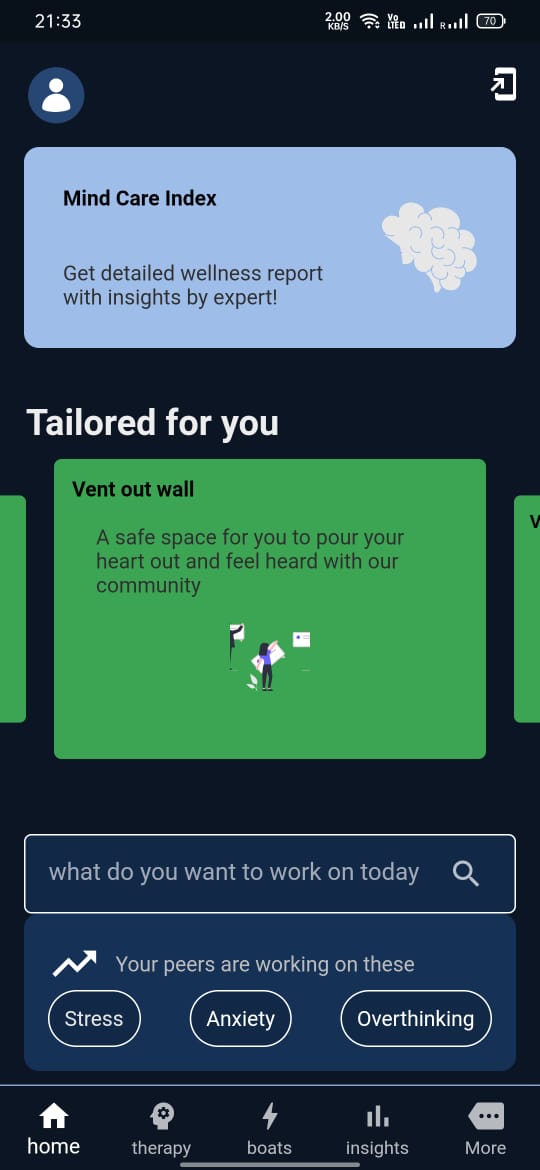 21:33
2.00
KB/S
Vo
LTED
R
70
Mind Care Index
Get detailed wellness report
with insights by expert!
Tailored for you
Vent out wall
V
A safe space for you to pour your
heart out and feel heard with our
community
what do you want to work on today
Your peers are working on these
Stress Anxiety Overthinking
home therapy boats insights More